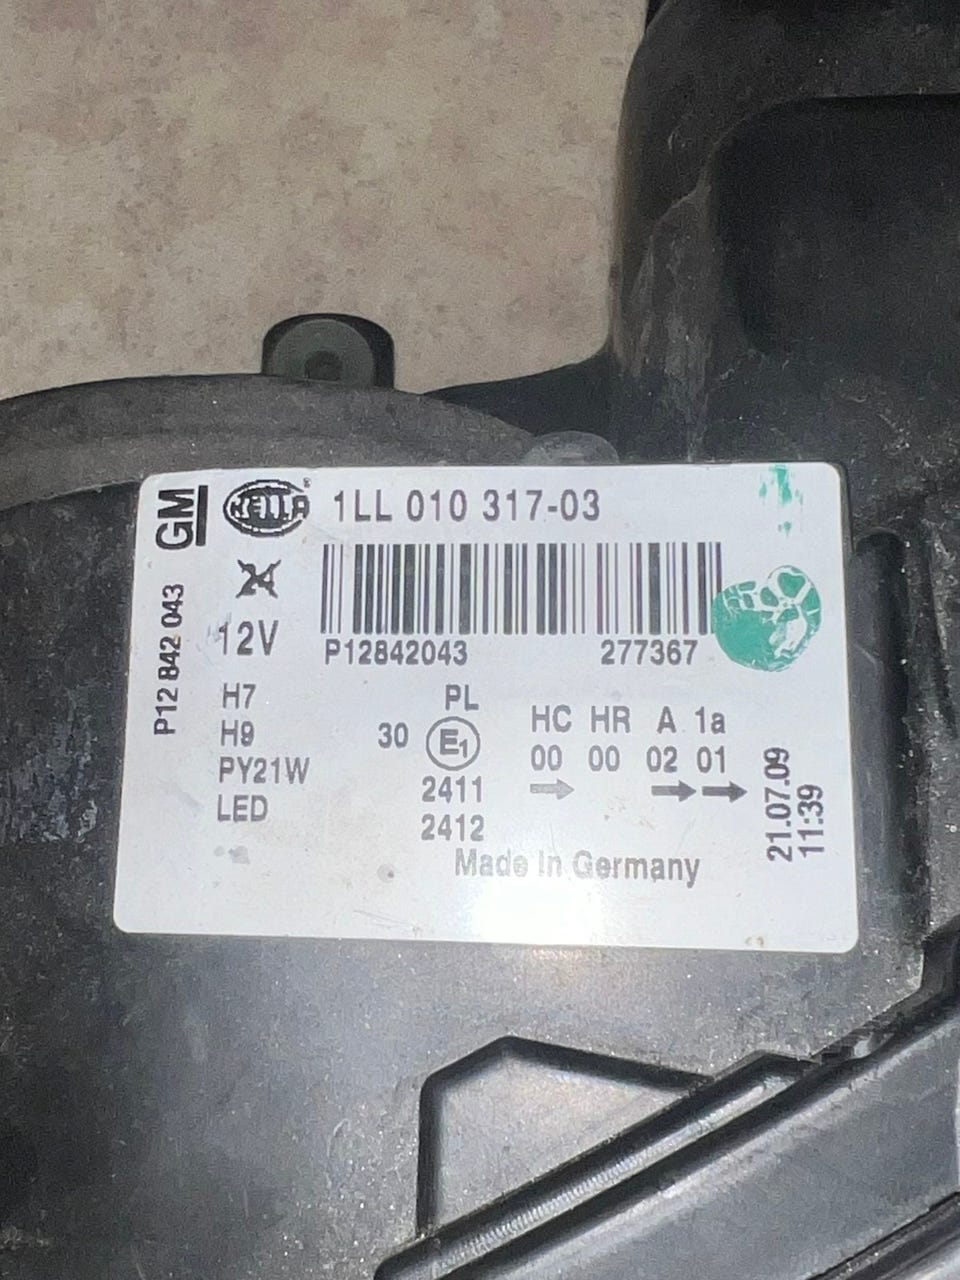 GM
HELLA®
1LL 010 317-03
24
12V
P12842043 277367
P12 842 043
H7
H9
PY21W
LED
PL
30 E1
2411
2412
HC HR A 1a
00 00 02 01
→ → →
Made In Germany
21.07.09
11:39